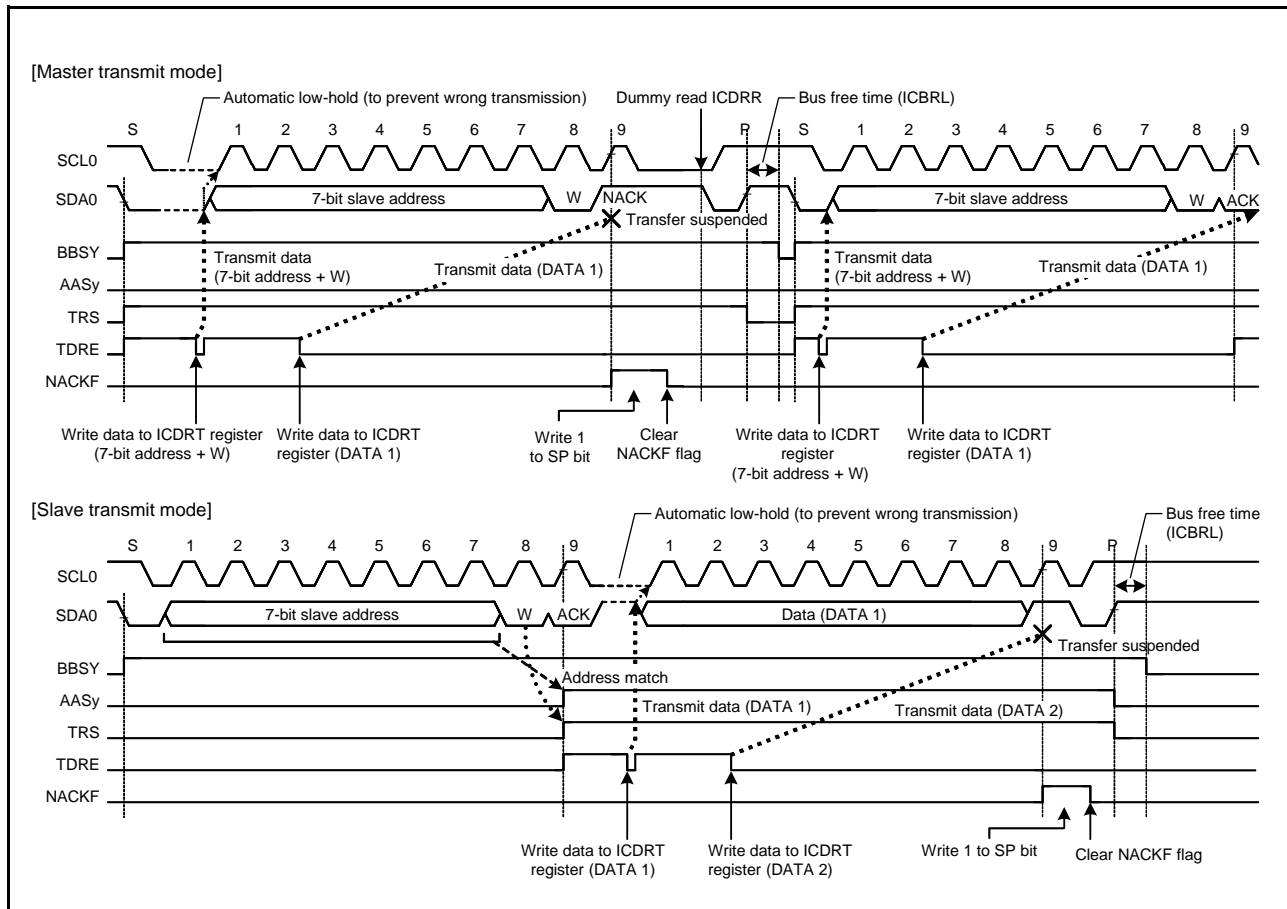 [Master transmit mode]
Automatic low-hold (to prevent wrong transmission)
Dummy read ICDRR
Bus free time (ICBRL)
S 1 2 3 4 5 6 7 8 9 P S 1 2 3 4 5 6 7 8 9
SCL0
SDA0 7-bit slave address W NACK 7-bit slave address W ACK
Transfer suspended
BBSY
Transmit data
(7-bit address + W)
Transmit data (DATA 1)
Transmit data
(7-bit address + W)
Transmit data (DATA 1)
AASy
TRS
TDRE
NACKF
Write data to ICDRT register
(7-bit address + W)
Write data to ICDRT
register (DATA 1)
Write 1
to SP bit
Clear
NACKF flag
Write data to ICDRT
register
(7-bit address + W)
Write data to ICDRT
register (DATA 1)
[Slave transmit mode]
Automatic low-hold (to prevent wrong transmission)
Bus free time
(ICBRL)
S 1 2 3 4 5 6 7 8 9 1 2 3 4 5 6 7 8 9 P
SCL0
SDA0 7-bit slave address W ACK Data (DATA 1)
Transfer suspended
BBSY
Address match
AASy
Transmit data (DATA 1)
Transmit data (DATA 2)
TRS
TDRE
NACKF
Write data to ICDRT
register (DATA 1)
Write data to ICDRT
register (DATA 2)
Write 1 to SP bit
Clear NACKF flag